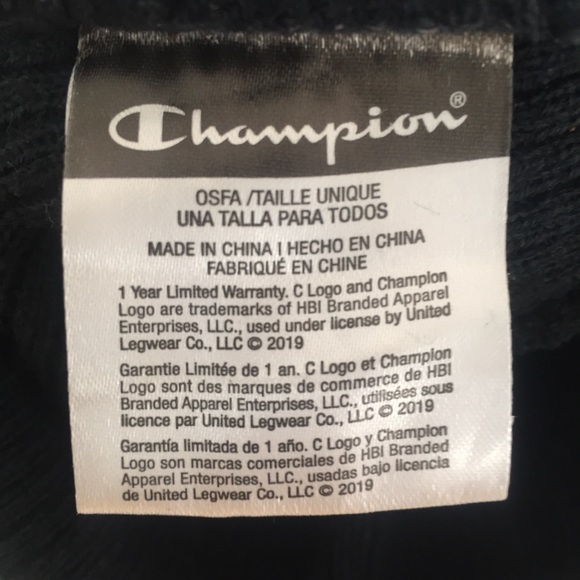 Champion®
OSFA /TAILLE UNIQUE
UNA TALLA PARA TODOS
MADE IN CHINA I HECHO EN CHINA
FABRIQUÉ EN CHINE
1 Year Limited Warranty. C Logo and Champion
Logo are trademarks of HBI Branded Apparel
Enterprises, LLC., used under license by United
Legwear Co., LLC © 2019
Garantie Limitée de 1 an. C Logo et Champion
Logo sont des marques de commerce de HBI
Branded Apparel Enterprises, LLC., utilisées sous
licence par United Legwear Co., LLC © 2019
Garantía limitada de 1 año. C Logo y Champion
Logo son marcas comerciales de HBI Branded
Apparel Enterprises, LLC., usadas bajo licencia
de United Legwear Co., LLC © 2019